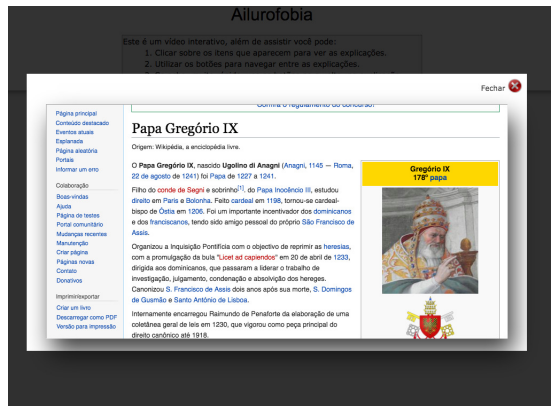 Ailurofobia
Este é um vídeo interativo, além de assistir você pode:
1. Clicar sobre os itens que aparecem para ver as explicações.
2. Utilizar os botões para navegar entre as explicações.
Fechar
Confira o regulamento do concurso!
Página principal
Conteúdo destacado
Eventos atuais
Esplanada
Página aleatória
Portais
Informar um erro
Colaboração
Boas-vindas
Ajuda
Página de testes
Portal comunitário
Mudanças recentes
Manutenção
Criar página
Páginas novas
Contato
Donativos
Imprimir/exportar
Criar um livro
Descarregar como PDF
Versão para impressão
Papa Gregório IX
Origem: Wikipédia, a enciclopédia livre.
O Papa Gregório IX, nascido Ugolino di Anagni (Anagni, 1145 — Roma,
22 de agosto de 1241) foi Papa de 1227 a 1241.
Filho do conde de Segni e sobrinho[1], do Papa Inocêncio III, estudou
direito em Paris e Bolonha. Feito cardeal em 1198, tornou-se cardeal-
bispo de Óstia em 1206. Foi um importante incentivador dos dominicanos
e dos franciscanos, tendo sido amigo pessoal do próprio São Francisco de
Assis.
Organizou a Inquisição Pontifícia com o objectivo de reprimir as heresias,
com a promulgação da bula "Licet ad capiendos" em 20 de abril de 1233,
dirigida aos dominicanos, que passaram a liderar o trabalho de
investigação, julgamento, condenação e absolvição dos hereges.
Canonizou S. Francisco de Assis dois anos após sua morte, S. Domingos
de Gusmão e Santo António de Lisboa.
Internamente encarregou Raimundo de Penaforte da elaboração de uma
coletânea geral de leis em 1230, que vigorou como peça principal do
direito canônico até 1918.
Gregório IX
178º papa